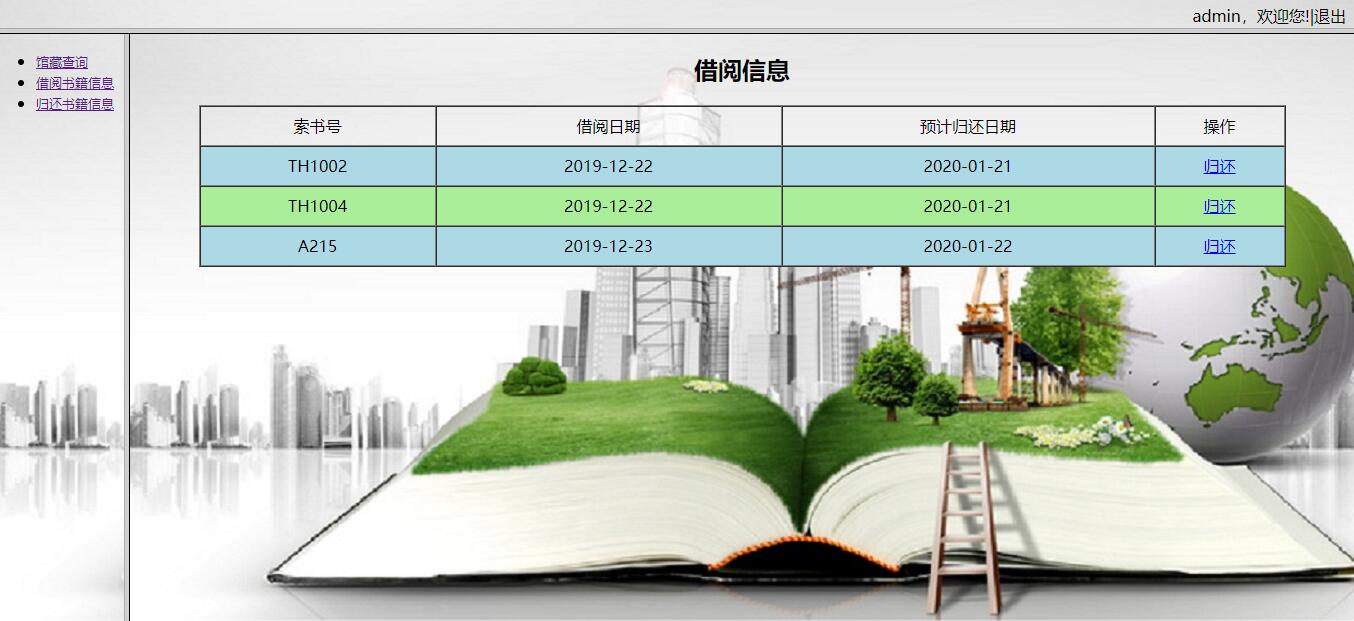 admin，欢迎您!|退出
馆藏查询
借阅书籍信息
归还书籍信息
借阅信息
索书号 借阅日期 预计归还日期 操作
TH1002 2019-12-22 2020-01-21 归还
TH1004 2019-12-22 2020-01-21 归还
A215 2019-12-23 2020-01-22 归还